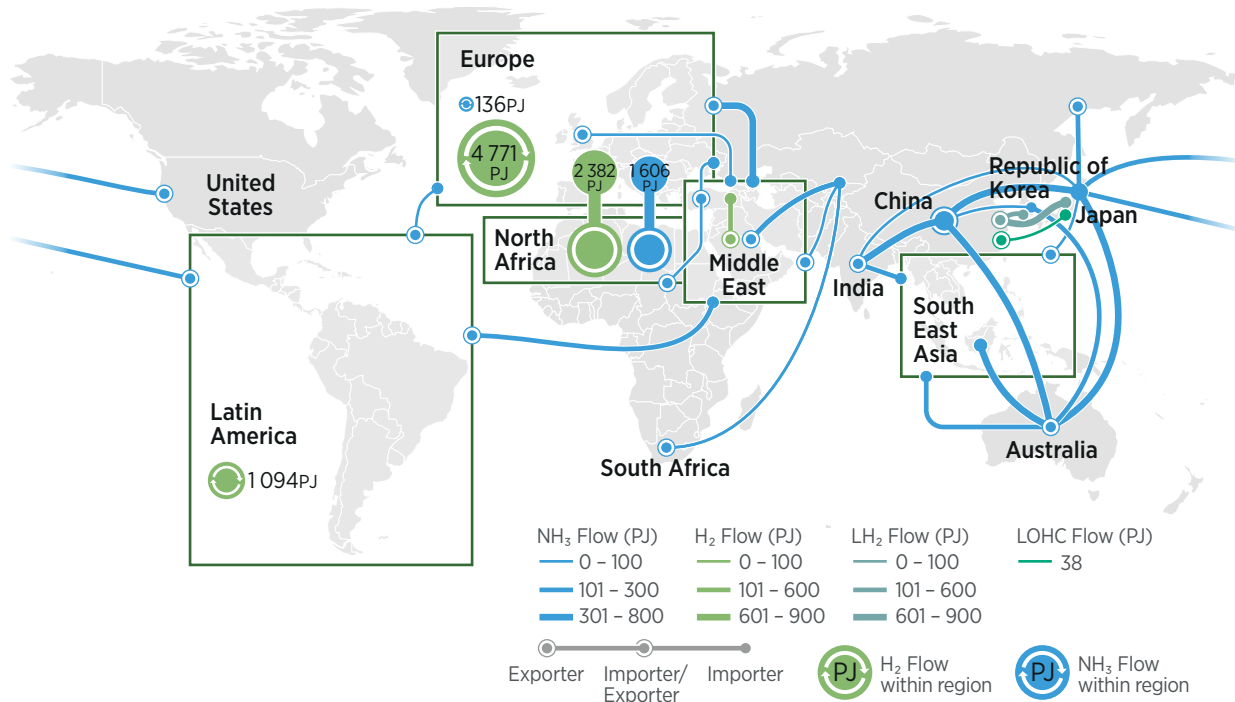 Europe
136PJ
4 771
PJ
2 382
PJ
1 606
PJ
United
States
North
Africa
Middle
East
Republic of
Korea
China
Japan
India
South
East
Asia
Latin
America
1 094PJ
South Africa
Australia
NH₃ Flow (PJ)
0 – 100
101 – 300
301 – 800
H₂ Flow (PJ)
0 – 100
101 – 600
601 – 900
LH₂ Flow (PJ)
0 – 100
101 – 600
601 – 900
LOHC Flow (PJ)
38
Exporter
Importer/
Exporter
Importer
PJ
H₂ Flow
within region
PJ
NH₃ Flow
within region